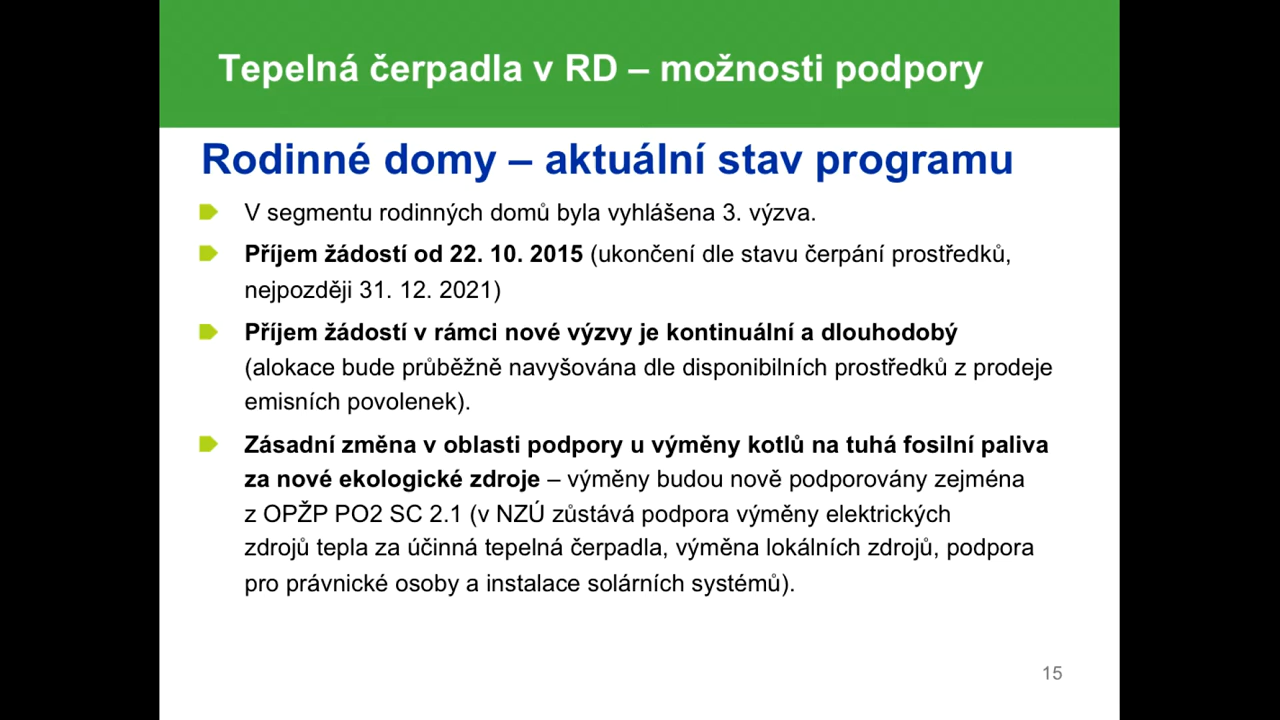 Tepelná čerpadla v RD – možnosti podpory
Rodinné domy – aktuální stav programu
V segmentu rodinných domů byla vyhlášena 3. výzva.
Příjem žádostí od 22. 10. 2015 (ukončení dle stavu čerpání prostředků,
nejpozději 31. 12. 2021)
Příjem žádostí v rámci nové výzvy je kontinuální a dlouhodobý
(alokace bude průběžně navyšována dle disponibilních prostředků z prodeje
emisních povolenek).
Zásadní změna v oblasti podpory u výměny kotlů na tuhá fosilní paliva
za nové ekologické zdroje – výměny budou nově podporovány zejména
z OPŽP PO2 SC 2.1 (v NZÚ zůstává podpora výměny elektrických
zdrojů tepla za účinná tepelná čerpadla, výměna lokálních zdrojů, podpora
pro právnické osoby a instalace solárních systémů).
15